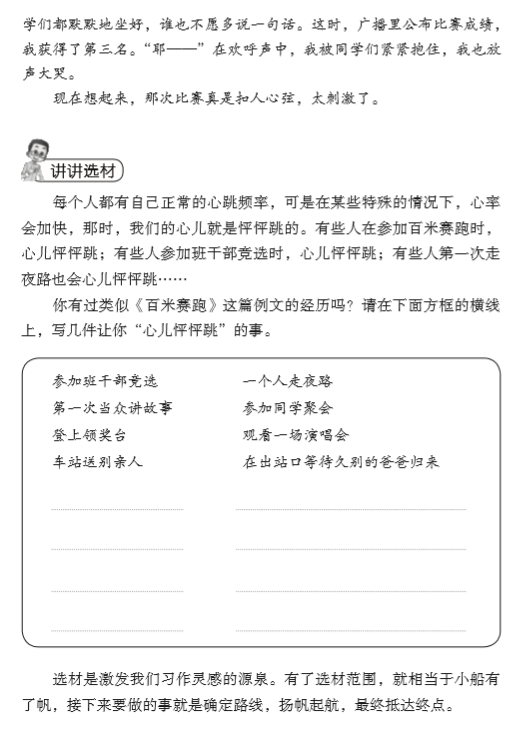 学们都默默地坐好，谁也不愿多说一句话。这时，广播里公布比赛成绩，
我获得了第三名。“耶——”在欢呼声中，我被同学们紧紧抱住，我也放
声大哭。
现在想起来，那次比赛真是扣人心弦，太刺激了。
讲讲选材
每个人都有自己正常的心跳频率，可是在某些特殊的情况下，心率
会加快，那时，我们的心儿就是怦怦跳的。有些人在参加百米赛跑时，
心儿怦怦跳；有些人参加班干部竞选时，心儿怦怦跳；有些人第一次走
夜路也会心儿怦怦跳……
你有过类似《百米赛跑》这篇例文的经历吗？请在下面方框的横线
上，写几件让你“心儿怦怦跳”的事。
参加班干部竞选 一个人走夜路
第一次当众讲故事 参加同学聚会
登上领奖台 观看一场演唱会
车站送别亲人 在出站口等待久别的爸爸归来
选材是激发我们习作灵感的源泉。有了选材范围，就相当于小船有
了帆，接下来要做的事就是确定路线，扬帆起航，最终抵达终点。